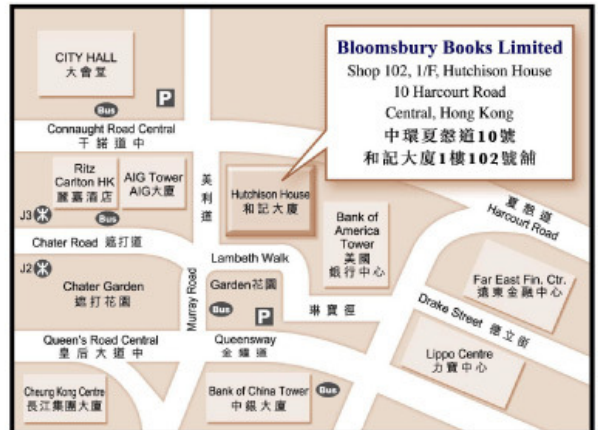 CITY HALL
大會堂
Bus
P
Connaught Road Central
干諾道中
Bloomsbury Books Limited
Shop 102, 1/F, Hutchison House
10 Harcourt Road
Central, Hong Kong
中環夏慤道10號
和記大廈1樓102號舖
Ritz
Carlton HK
麗嘉酒店
AIG Tower
AIG大廈
美利道
Hutchison House
和記大廈
夏慤道
Harcourt Road
J3
Bus
Chater Road 遮打道
Bank of
America
Tower
美國
銀行中心
Lambeth Walk
J2
Chater Garden
遮打花園
Murray Road
Garden花園
Bus
P
琳寶徑
Far East Fin. Ctr.
遠東金融中心
Drake Street 德立街
Queen's Road Central
皇后大道中
Queensway
金鐘道
Lippo Centre
力寶中心
Cheung Kong Centre
長江集團大廈
Bank of China Tower
中銀大廈
Bus